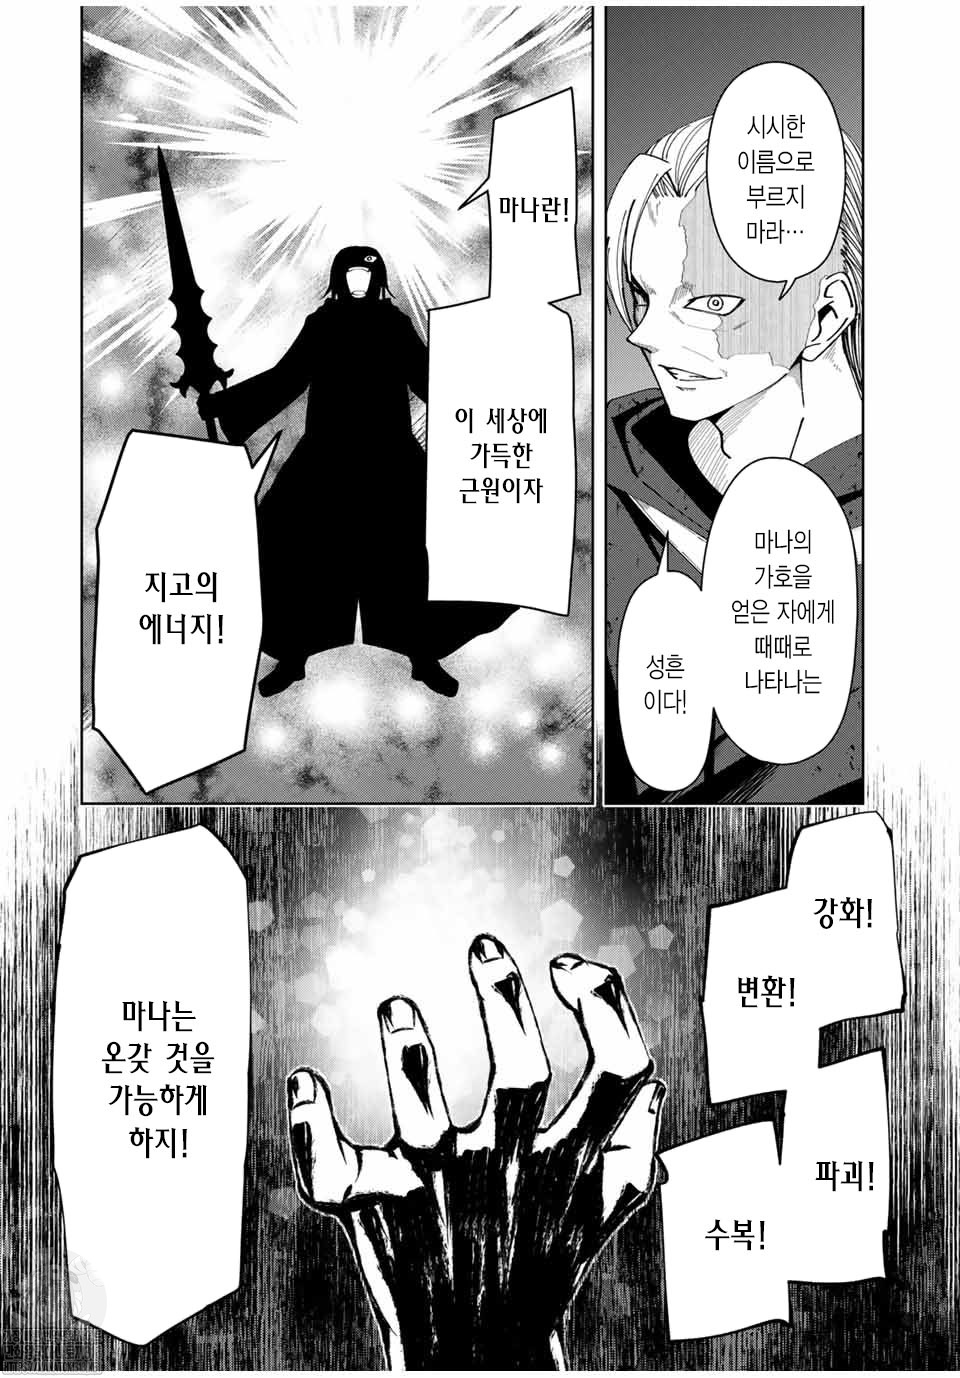 시시한
이름으로
부르지
마라…
마나의
가호을
얻은 자에게
때때로
나타나는
성흔
이다!
마나란!
이 세상에
가득한
근원이자
지고의
에너지!
강화!
변환!
파괴!
수복!
마나는
온갖 것을
가능하게
하지!